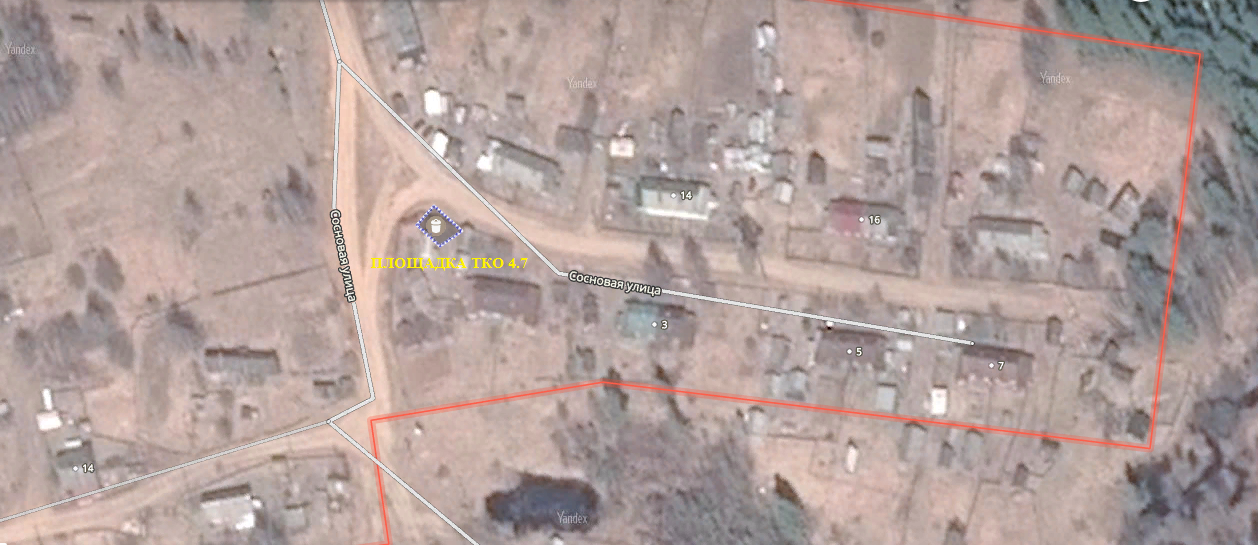 Yandex
Yandex
Yandex
14
16
Сосновая улица
ПЛОЩАДКА ТКО 4.7
Сосновая улица
3
5
7
14
Yandex